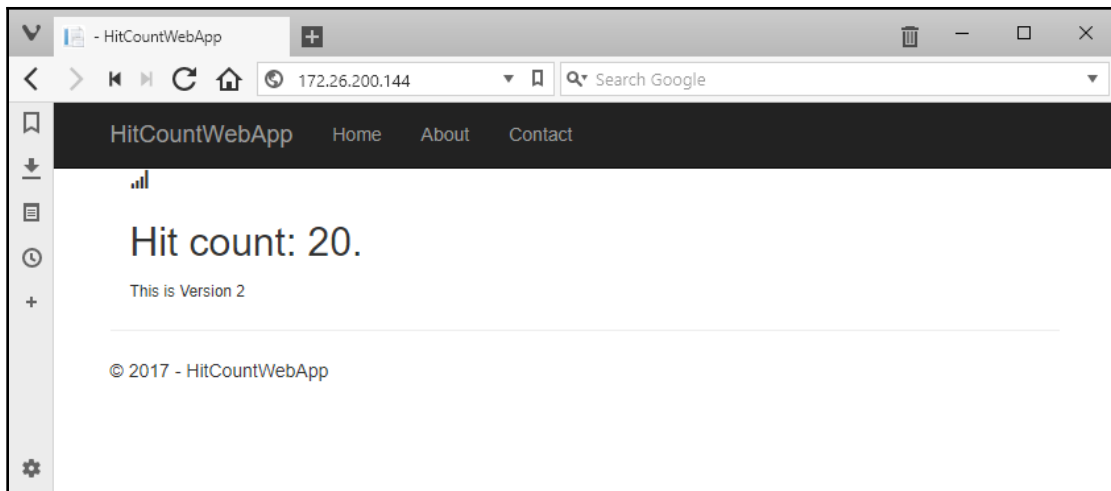 - HitCountWebApp
172.26.200.144
Search Google
HitCountWebApp Home About Contact
Hit count: 20.
This is Version 2
© 2017 - HitCountWebApp